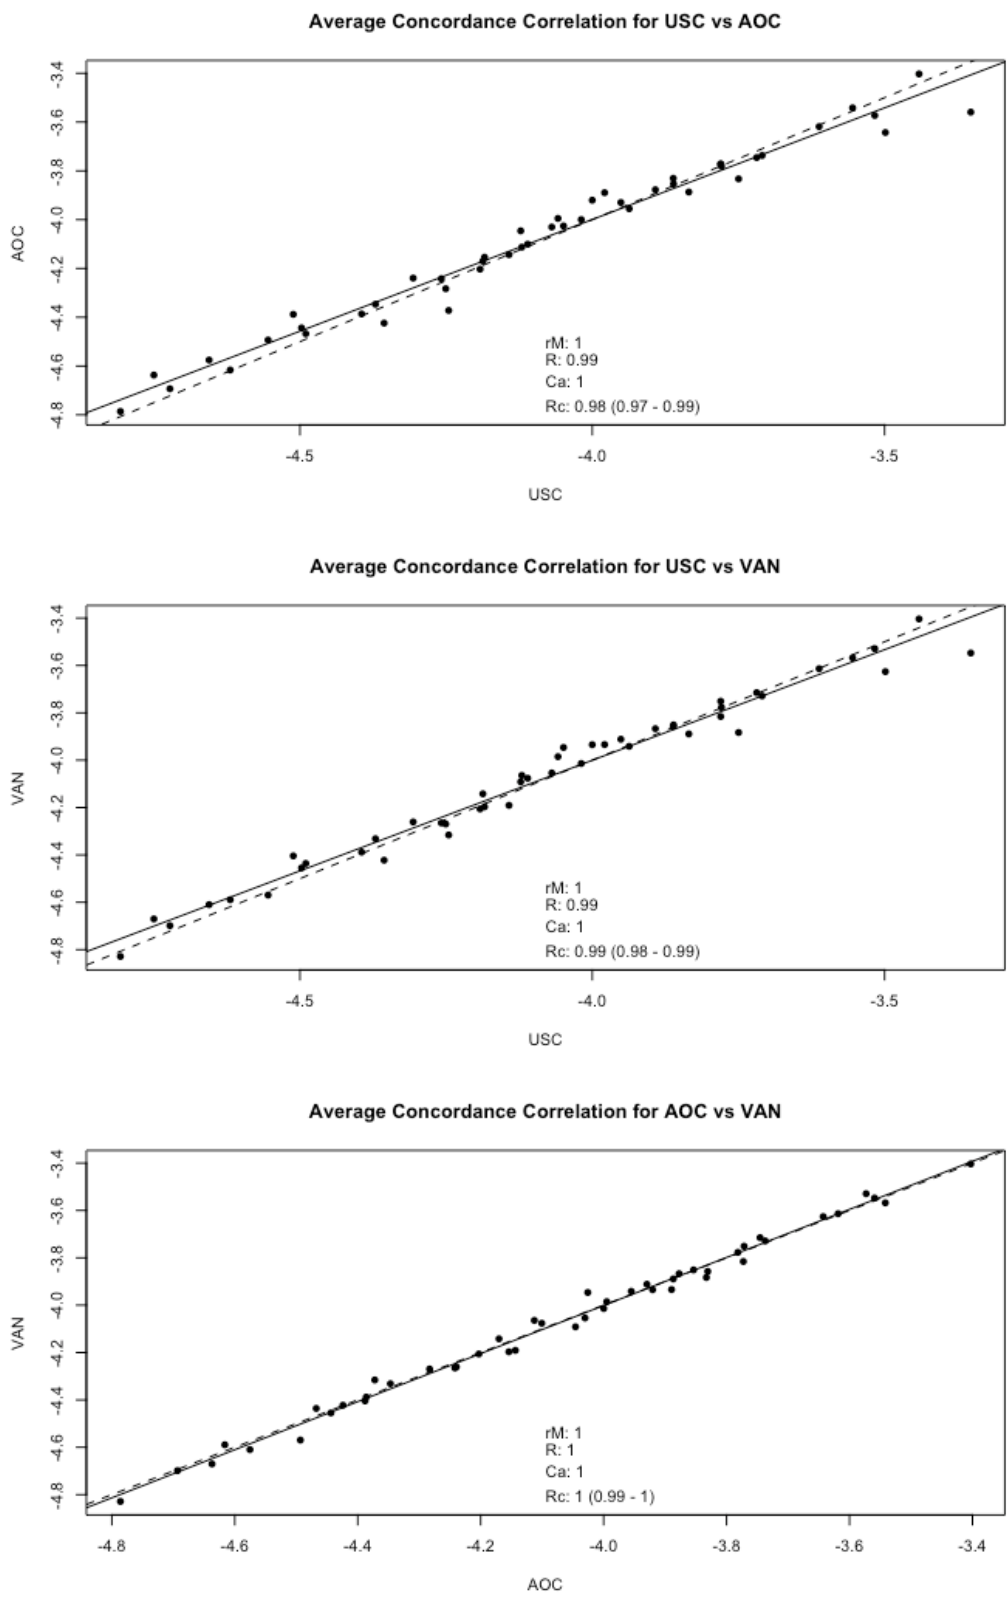 Average Concordance Correlation for USC vs AOC
-3.4
-3.6
-3.8
-4.0
-4.2
-4.4
-4.6
-4.8
AOC
rM: 1
R: 0.99
Ca: 1
Rc: 0.98 (0.97 - 0.99)
-4.5 -4.0 -3.5
USC
Average Concordance Correlation for USC vs VAN
-3.4
-3.6
-3.8
-4.0
-4.2
-4.4
-4.6
-4.8
VAN
rM: 1
R: 0.99
Ca: 1
Rc: 0.99 (0.98 - 0.99)
-4.5 -4.0 -3.5
USC
Average Concordance Correlation for AOC vs VAN
-3.4
-3.6
-3.8
-4.0
-4.2
-4.4
-4.6
-4.8
VAN
rM: 1
R: 1
Ca: 1
Rc: 1 (0.99 - 1)
-4.8 -4.6 -4.4 -4.2 -4.0 -3.8 -3.6 -3.4
AOC